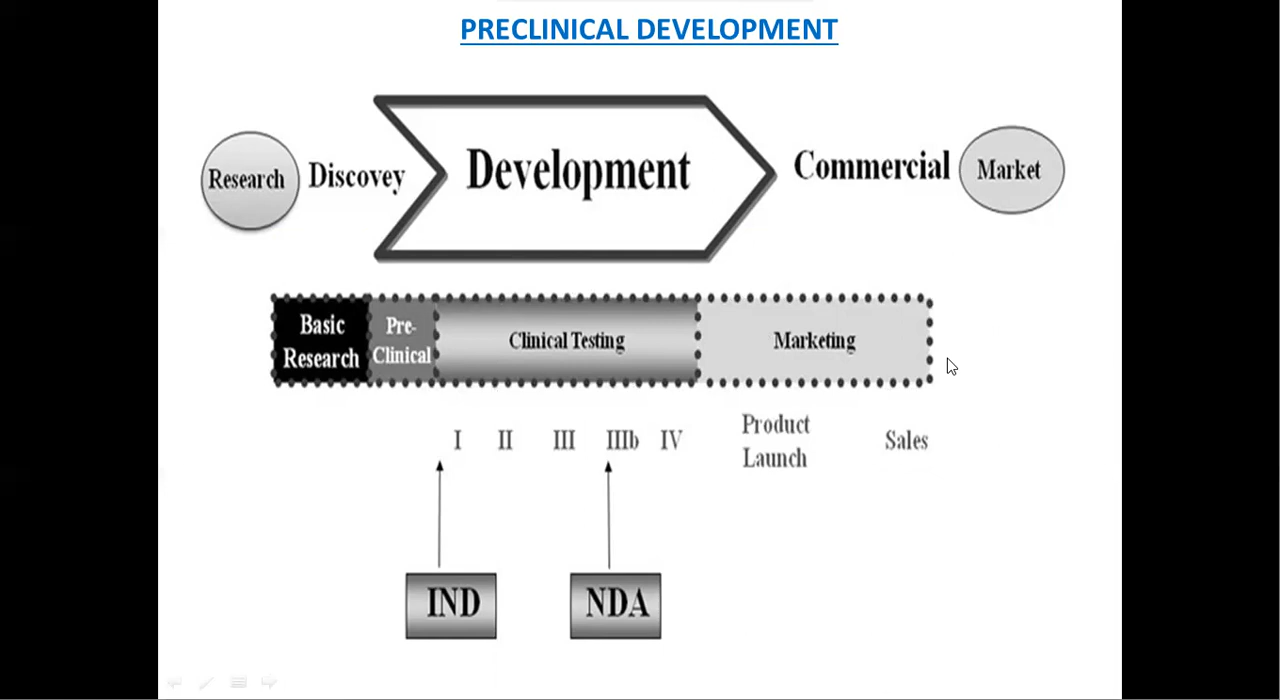 PRECLINICAL DEVELOPMENT
Research
Discovey
Development
Commercial
Market
Basic
Research
Pre-
Clinical
Clinical Testing
Marketing
I II III IIIb IV
Product
Launch
Sales
IND
NDA